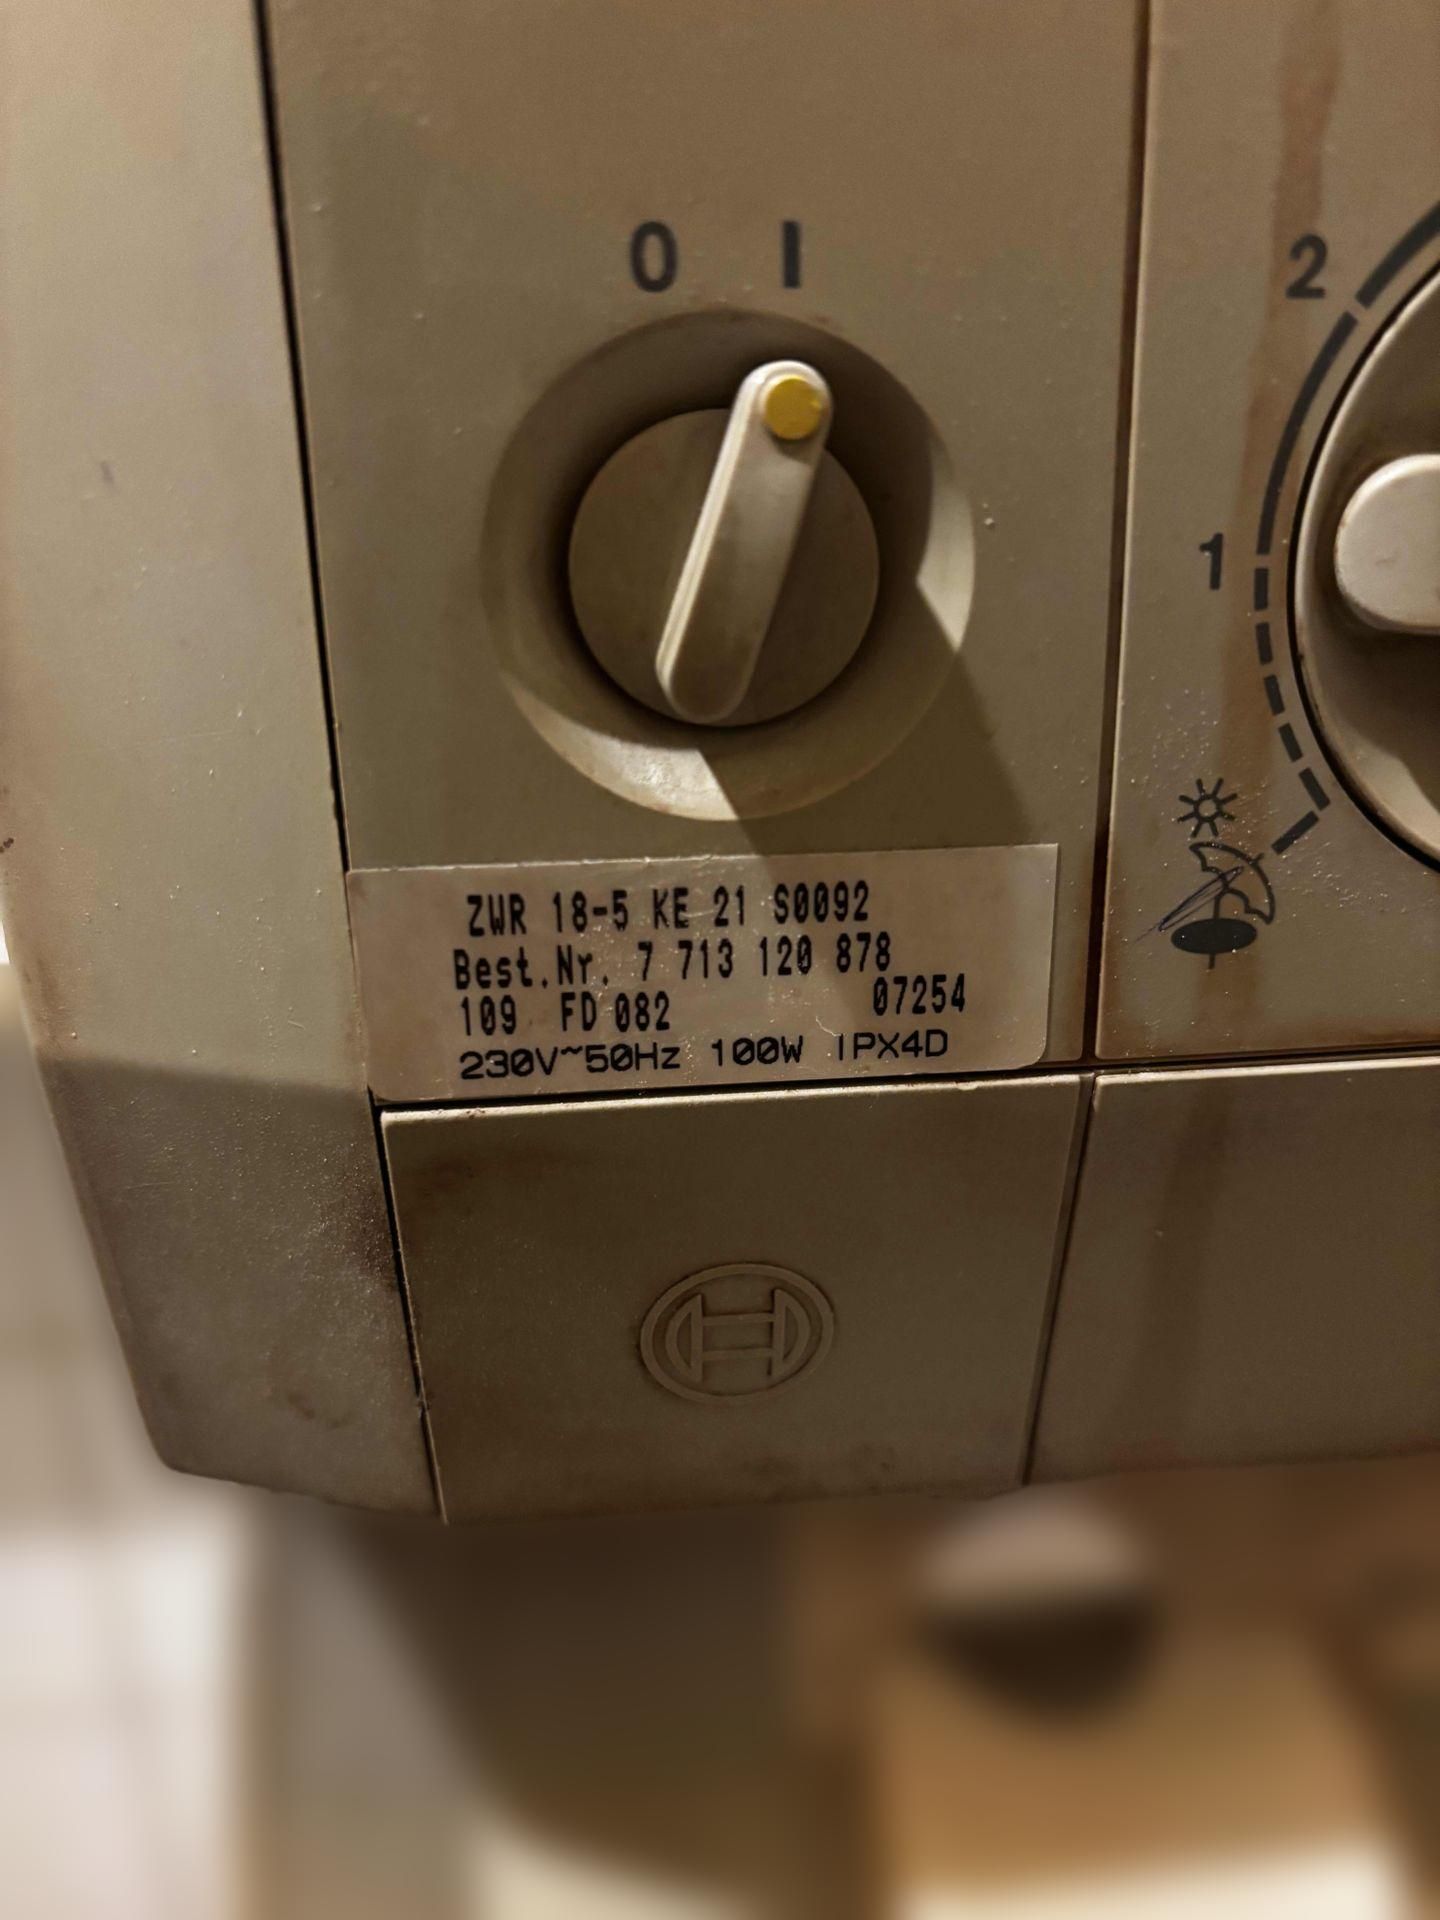 0 I
2
1
ZWR 18-5 KE 21 S0092
Best.Nr. 7 713 120 878
109 FD 082 07254
230V~50Hz 100W IPX4D